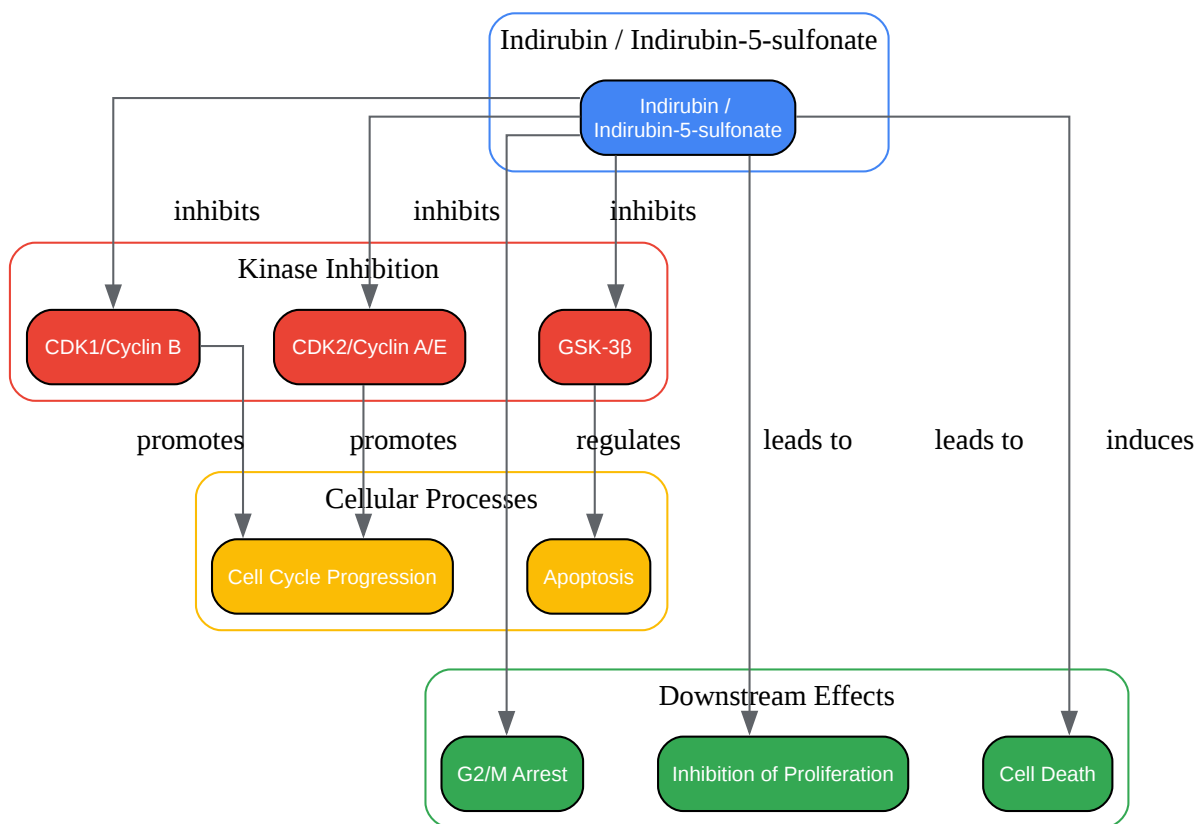 Indirubin / Indirubin-5-sulfonate
Indirubin /
Indirubin-5-sulfonate
inhibits
inhibits
inhibits
Kinase Inhibition
CDK1/Cyclin B
CDK2/Cyclin A/E
GSK-3β
promotes
promotes
regulates
leads to
leads to
induces
Cellular Processes
Cell Cycle Progression
Apoptosis
Downstream Effects
G2/M Arrest
Inhibition of Proliferation
Cell Death